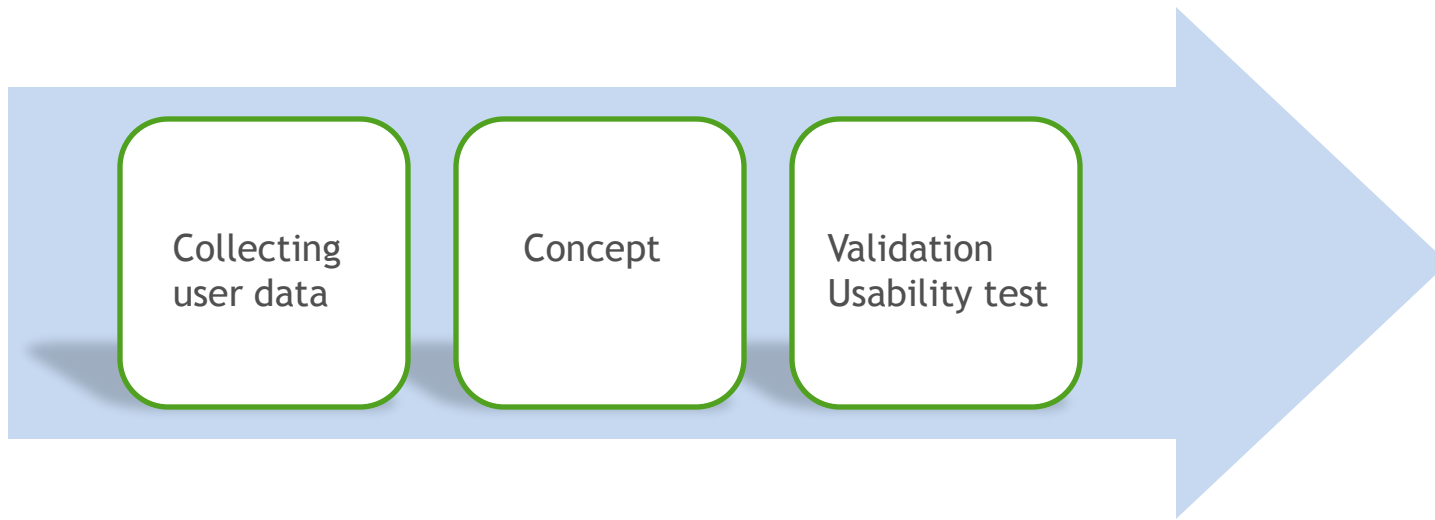 Collecting
user data
Concept
Validation
Usability test